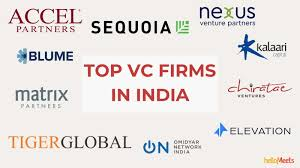 ACCEL
PARTNERS
SEQUOIA
nexus
venture partners
BLUME
kalaari
capital
TOP VC FIRMS
IN INDIA
matrix
PARTNERS
chiratae
VENTURES
TIGERGLOBAL
ON
OMIDYAR
NETWORK
INDIA
ELEVATION
helloMeets